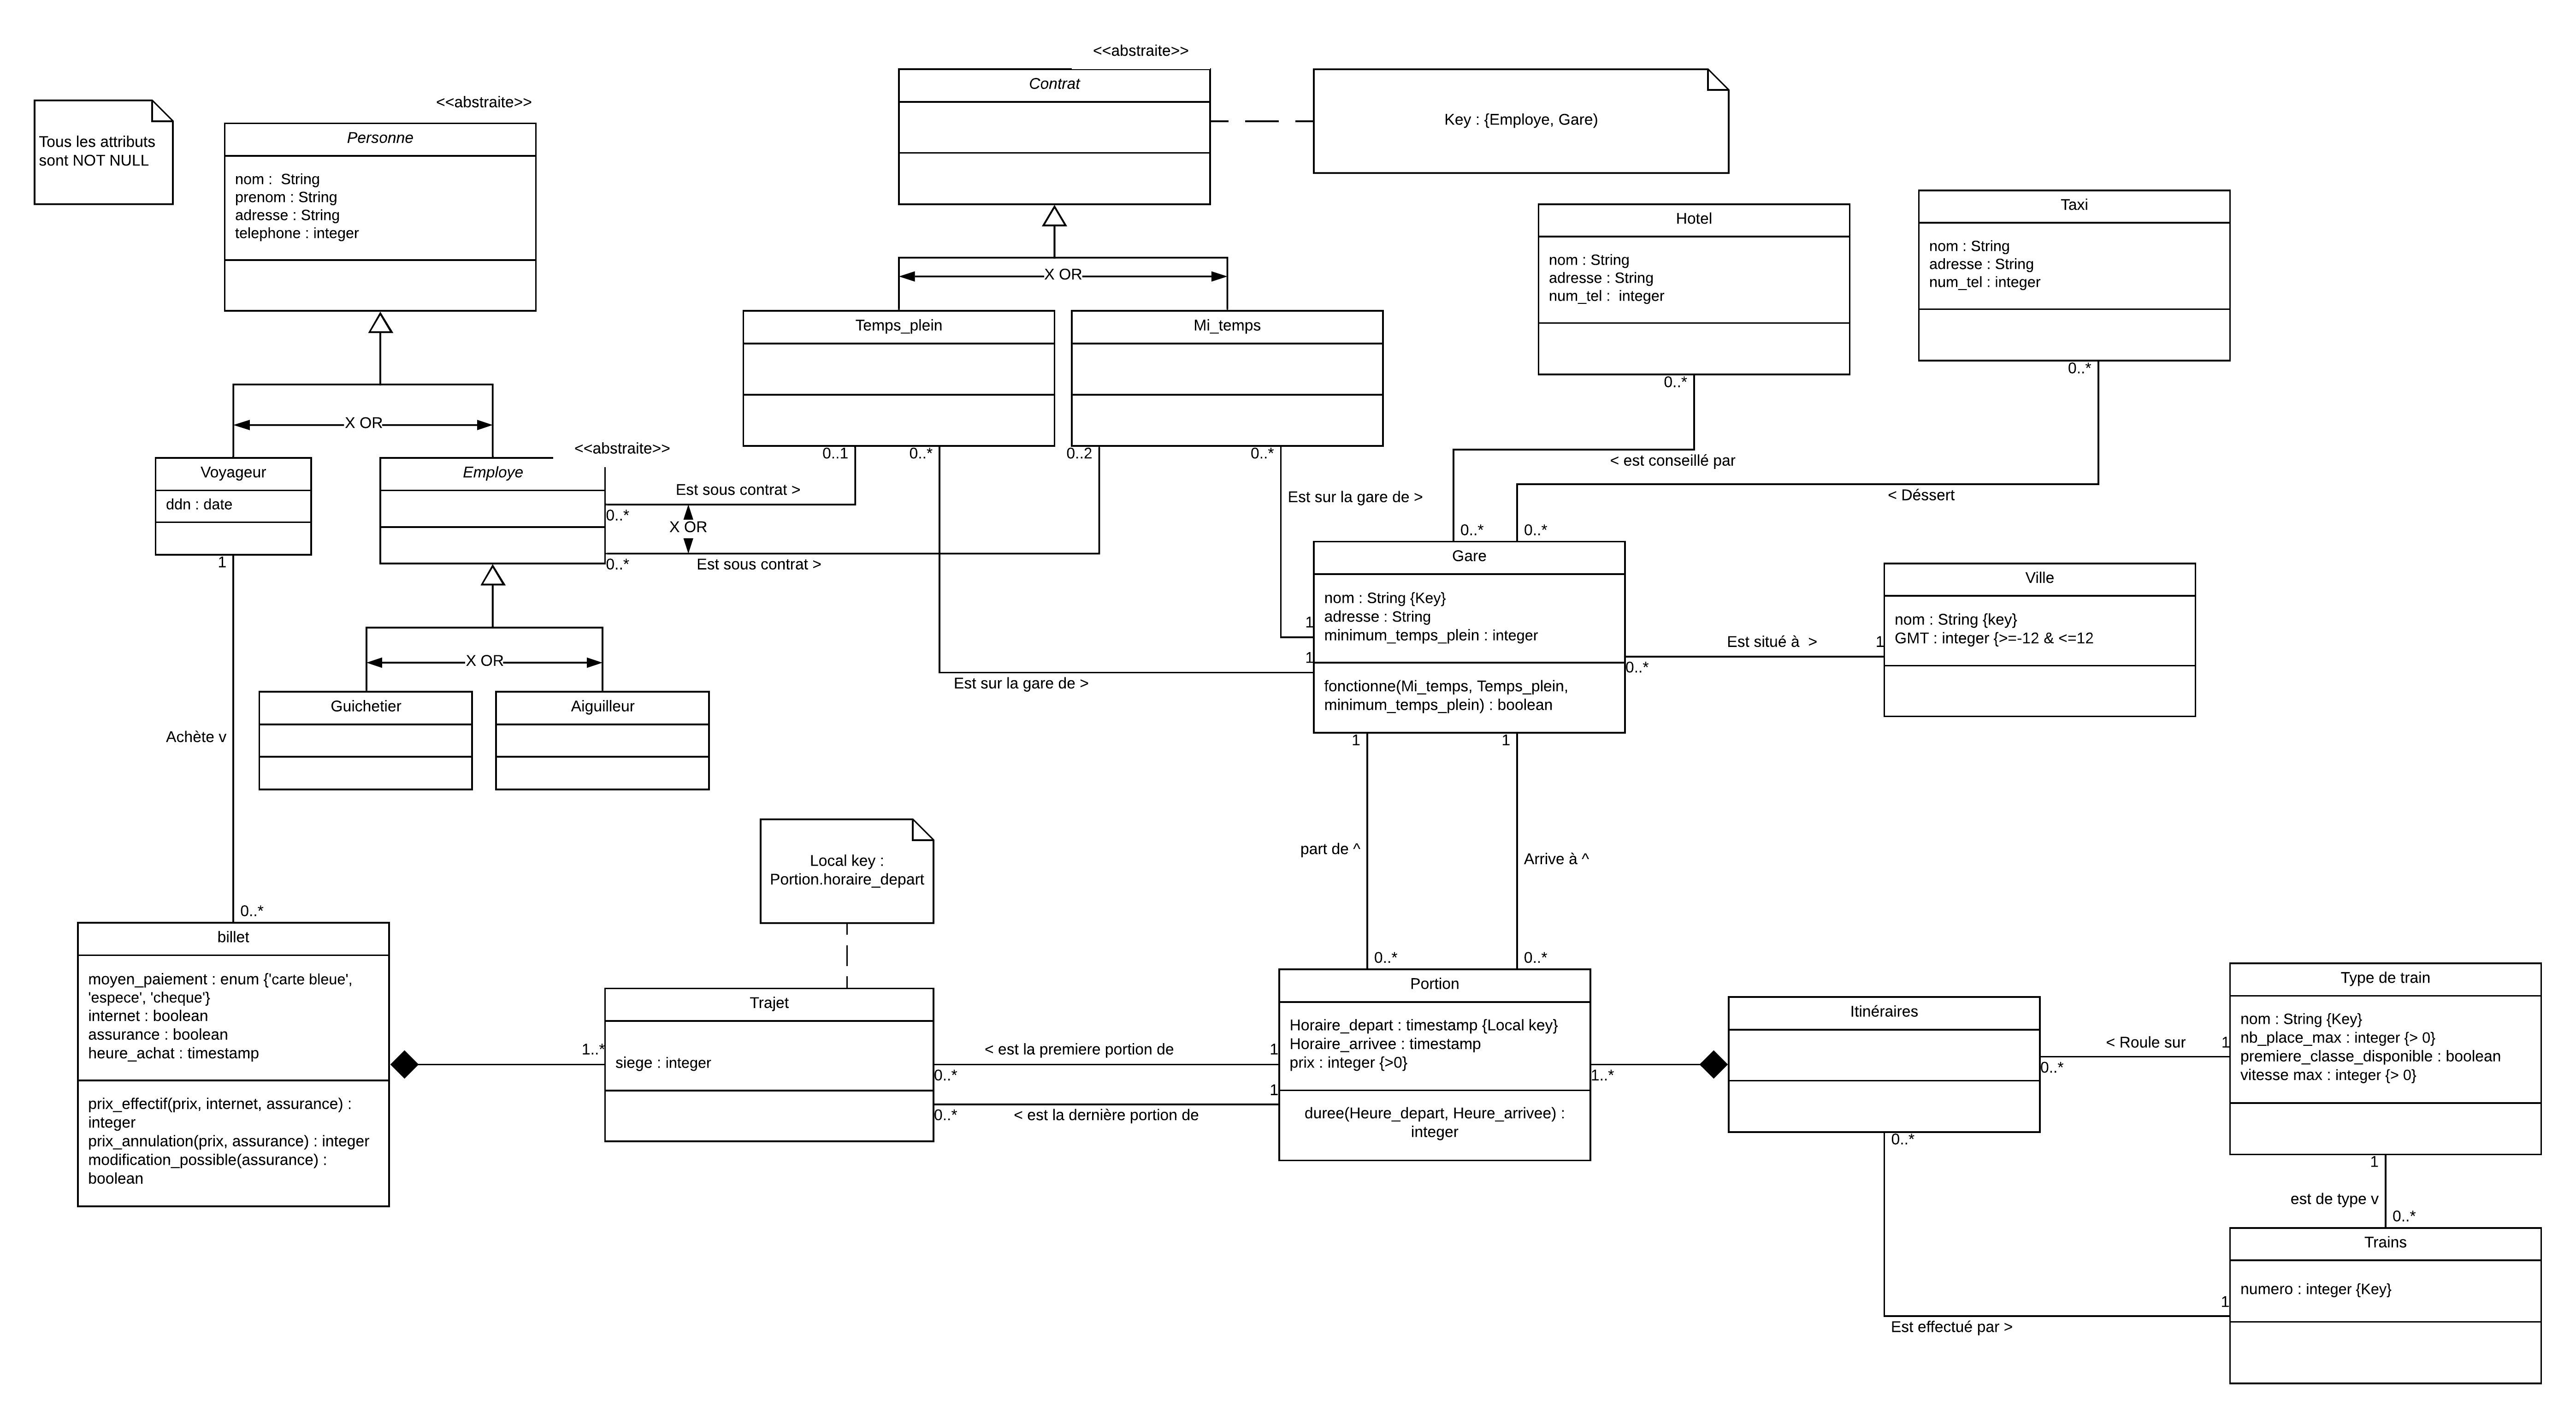 <<abstraite>>
Contrat
Key : {Employe, Gare)
Tous les attributs
sont NOT NULL
<<abstraite>>
Personne
nom :  String
prenom : String
adresse : String
telephone : integer
X OR
Hotel
nom : String
adresse : String
num_tel :  integer
0..*
Taxi
nom : String
adresse : String
num_tel : integer
0..*
X OR
Temps_plein
0..1
0..*
Mi_temps
0..2
0..*
< est conseillé par
< Déssert
Voyageur
ddn : date
1
<<abstraite>>
Employe
Est sous contrat >
0..*
X OR
0..*
Est sous contrat >
Est sur la gare de >
0..*
0..*
Gare
nom : String {Key}
adresse : String
minimum_temps_plein : integer
fonctionne(Mi_temps, Temps_plein,
minimum_temps_plein) : boolean
1
1
Est sur la gare de >
Est situé à  >
1
0..*
Ville
nom : String {key}
GMT : integer {>=-12 & <=12
X OR
Guichetier
Aiguilleur
Achète v
0..*
1
1
part de ^
Arrive à ^
0..*
0..*
Local key :
Portion.horaire_depart
billet
moyen_paiement : enum {'carte bleue',
'espece', 'cheque'}
internet : boolean
assurance : boolean
heure_achat : timestamp
prix_effectif(prix, internet, assurance) :
integer
prix_annulation(prix, assurance) : integer
modification_possible(assurance) :
boolean
1..*
Trajet
siege : integer
< est la premiere portion de
1
0..*
1
0..*
< est la dernière portion de
Portion
Horaire_depart : timestamp {Local key}
Horaire_arrivee : timestamp
prix : integer {>0}
duree(Heure_depart, Heure_arrivee) :
integer
1..*
Itinéraires
< Roule sur
1
0..*
0..*
Type de train
nom : String {Key}
nb_place_max : integer {> 0}
premiere_classe_disponible : boolean
vitesse max : integer {> 0}
1
est de type v
0..*
Trains
numero : integer {Key}
1
Est effectué par >